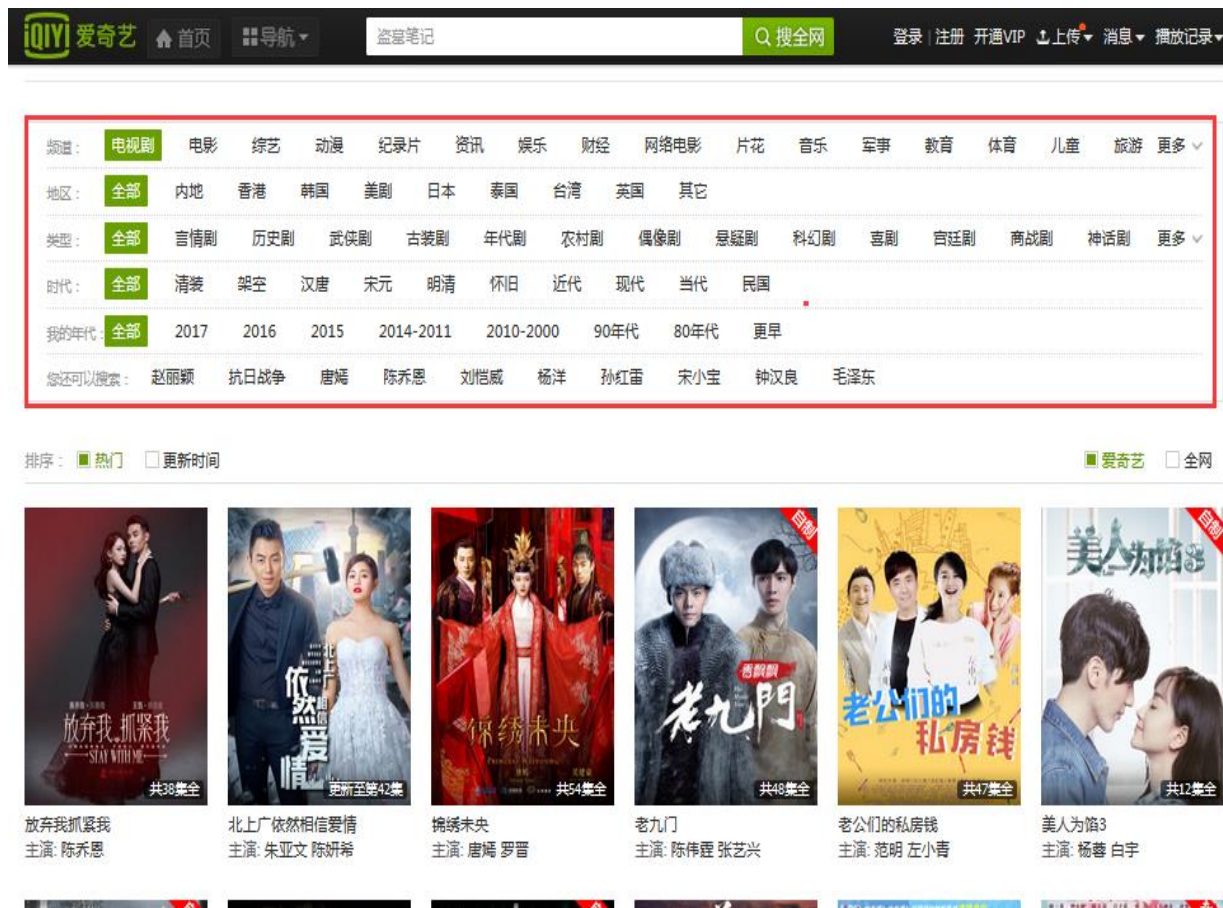 iQIYI 爱奇艺 首页 导航 盗墓笔记 搜全网 登录 | 注册 开通VIP 上传 消息 播放记录
频道： 电视剧 电影 综艺 动漫 纪录片 资讯 娱乐 财经 网络电影 片花 音乐 军事 教育 体育 儿童 旅游 更多
地区： 全部 内地 香港 韩国 美剧 日本 泰国 台湾 英国 其它
类型： 全部 言情剧 历史剧 武侠剧 古装剧 年代剧 农村剧 偶像剧 悬疑剧 科幻剧 喜剧 宫廷剧 商战剧 神话剧 更多
时代： 全部 清装 架空 汉唐 宋元 明清 怀旧 近代 现代 当代 民国
我的年代： 全部 2017 2016 2015 2014-2011 2010-2000 90年代 80年代 更早
您还可以搜索： 赵丽颖 抗日战争 唐嫣 陈乔恩 刘恺威 杨洋 孙红雷 宋小宝 钟汉良 毛泽东
排序： 热门 更新时间 爱奇艺 全网
放弃我,抓紧我
STAY WITH ME
共38集全
北上广
依然
相信
爱情
更新至第42集
锦绣未央
共54集全
自制
香飘飘
老九門
共48集全
老公们的
私房钱
共47集全
自制
美人为馅3
共12集全
放弃我抓紧我 北上广依然相信爱情 锦绣未央 老九门 老公们的私房钱 美人为馅3
主演: 陈乔恩 主演: 朱亚文 陈妍希 主演: 唐嫣 罗晋 主演: 陈伟霆 张艺兴 主演: 范明 左小青 主演: 杨蓉 白宇